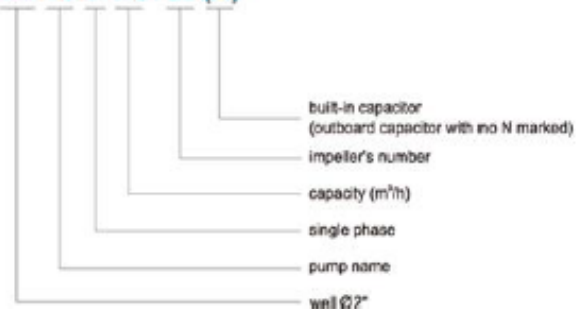 built-in capacitor
(outboard capacitor with no N marked)
impeller's number
capacity (m³/h)
single phase
pump name
well Ø2"